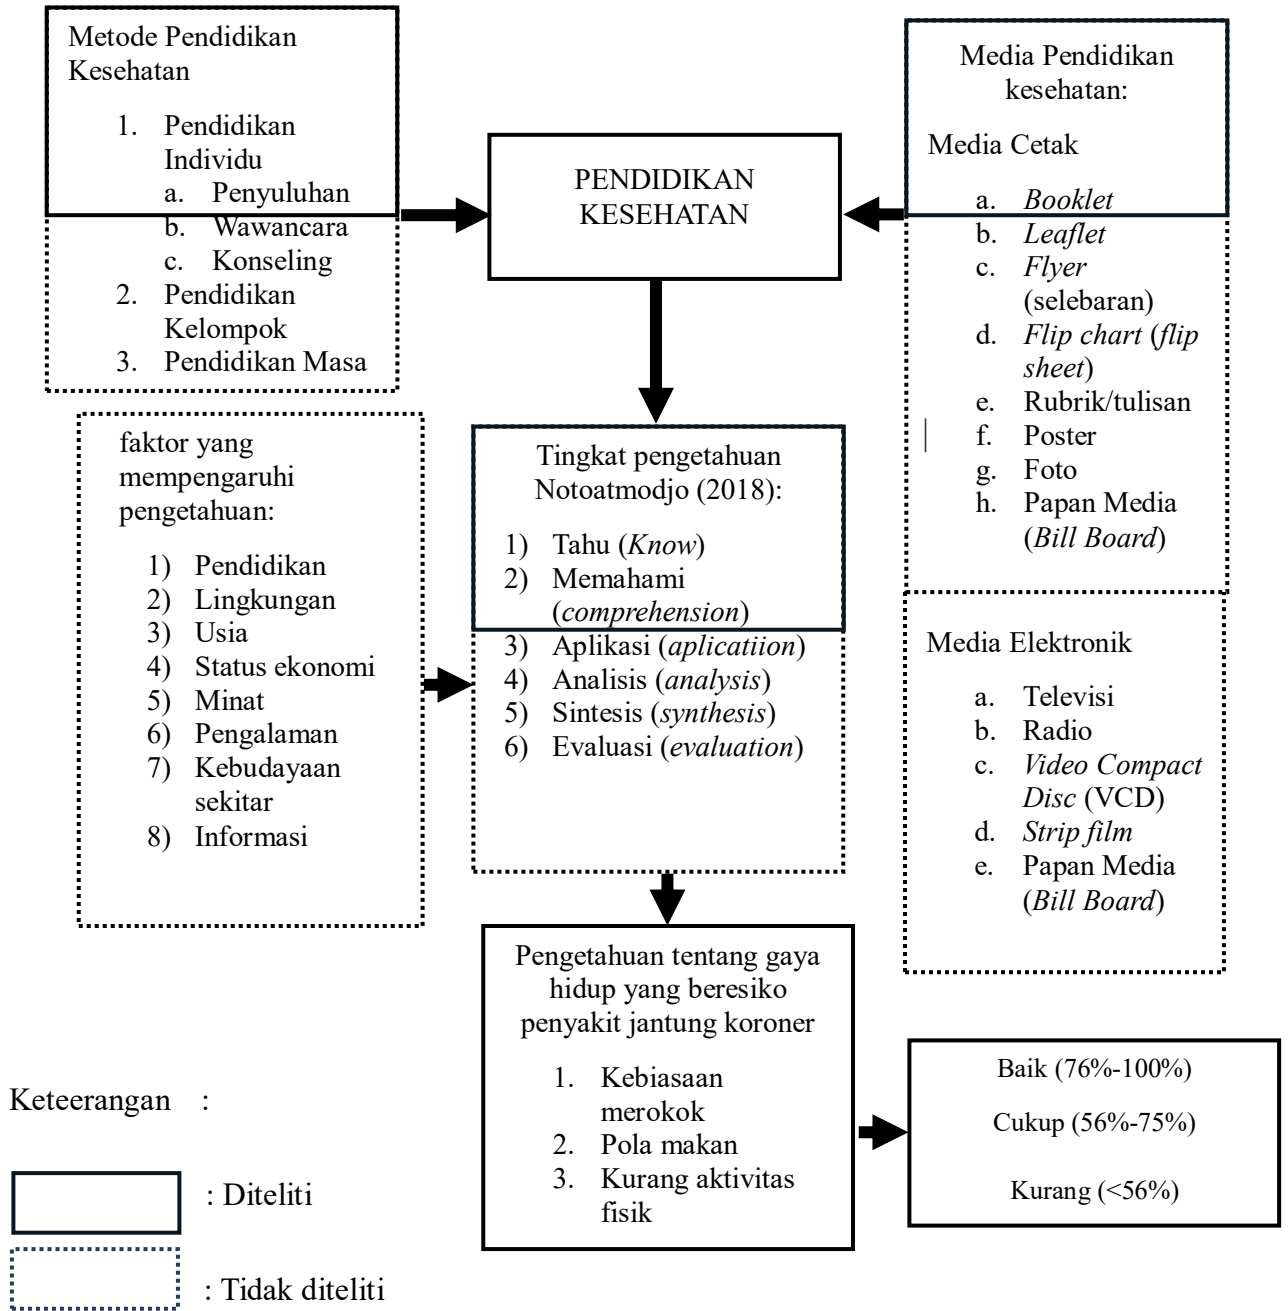 Metode Pendidikan
Kesehatan
1. Pendidikan
Individu
a. Penyuluhan
b. Wawancara
c. Konseling
2. Pendidikan
Kelompok
3. Pendidikan Masa
PENDIDIKAN
KESEHATAN
Media Pendidikan
kesehatan:
Media Cetak
a. Booklet
b. Leaflet
c. Flyer
(selebaran)
d. Flip chart (flip
sheet)
e. Rubrik/tulisan
f. Poster
g. Foto
h. Papan Media
(Bill Board)
Media Elektronik
a. Televisi
b. Radio
c. Video Compact
Disc (VCD)
d. Strip film
e. Papan Media
(Bill Board)
faktor yang
mempengaruhi
pengetahuan:
1) Pendidikan
2) Lingkungan
3) Usia
4) Status ekonomi
5) Minat
6) Pengalaman
7) Kebudayaan
sekitar
8) Informasi
Tingkat pengetahuan
Notoatmodjo (2018):
1) Tahu (Know)
2) Memahami
(comprehension)
3) Aplikasi (aplicatiion)
4) Analisis (analysis)
5) Sintesis (synthesis)
6) Evaluasi (evaluation)
Pengetahuan tentang gaya
hidup yang beresiko
penyakit jantung koroner
1. Kebiasaan
merokok
2. Pola makan
3. Kurang aktivitas
fisik
Baik (76%-100%)
Cukup (56%-75%)
Kurang (<56%)
Keteerangan :
: Diteliti
: Tidak diteliti